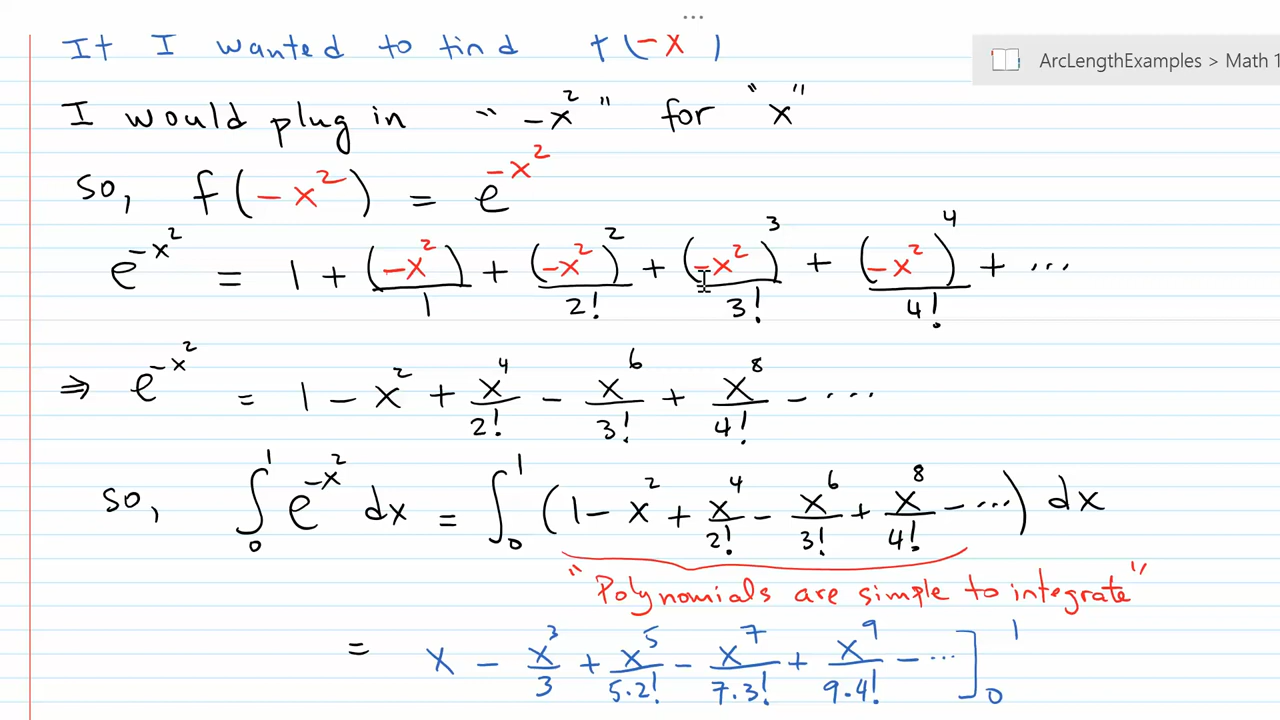 If I wanted to find f(-x )
ArcLengthExamples > Math 1
I would plug in "-x²" for "x"
so, f(-x²) = e^{-x²}
e^{-x²} = 1 + (-x²)/1 + (-x²)²/2! + (-x²)³/3! + (-x²)⁴/4! + ...
⇒ e^{-x²} = 1 - x² + x⁴/2! - x⁶/3! + x⁸/4! - ...
so, ∫₀¹ e^{-x²} dx = ∫₀¹ (1 - x² + x⁴/2! - x⁶/3! + x⁸/4! - ...) dx
"Polynomials are simple to integrate"
= x - x³/3 + x⁵/5·2! - x⁷/7·3! + x⁹/9·4! - ... ]₀¹